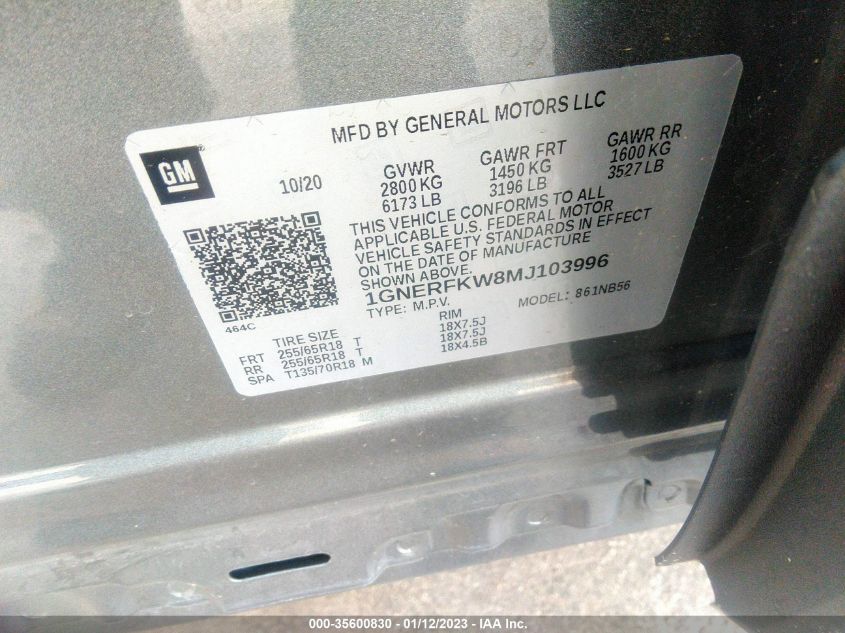 MFD BY GENERAL MOTORS LLC
GM
10/20
GVWR
2800 KG
6173 LB
GAWR FRT
1450 KG
3196 LB
GAWR RR
1600 KG
3527 LB
THIS VEHICLE CONFORMS TO ALL
APPLICABLE U.S. FEDERAL MOTOR
VEHICLE SAFETY STANDARDS IN EFFECT
ON THE DATE OF MANUFACTURE
SHOWN ABOVE.
1GNERFKW8MJ103996
TYPE: M.P.V. MODEL: 861NB56
464C
TIRE SIZE RIM
FRT 255/65R18 T 18X7.5J
RR 255/65R18 T 18X7.5J
SPA T135/70R18 M 18X4.5B
000-35600830 - 01/12/2023 - IAA Inc.